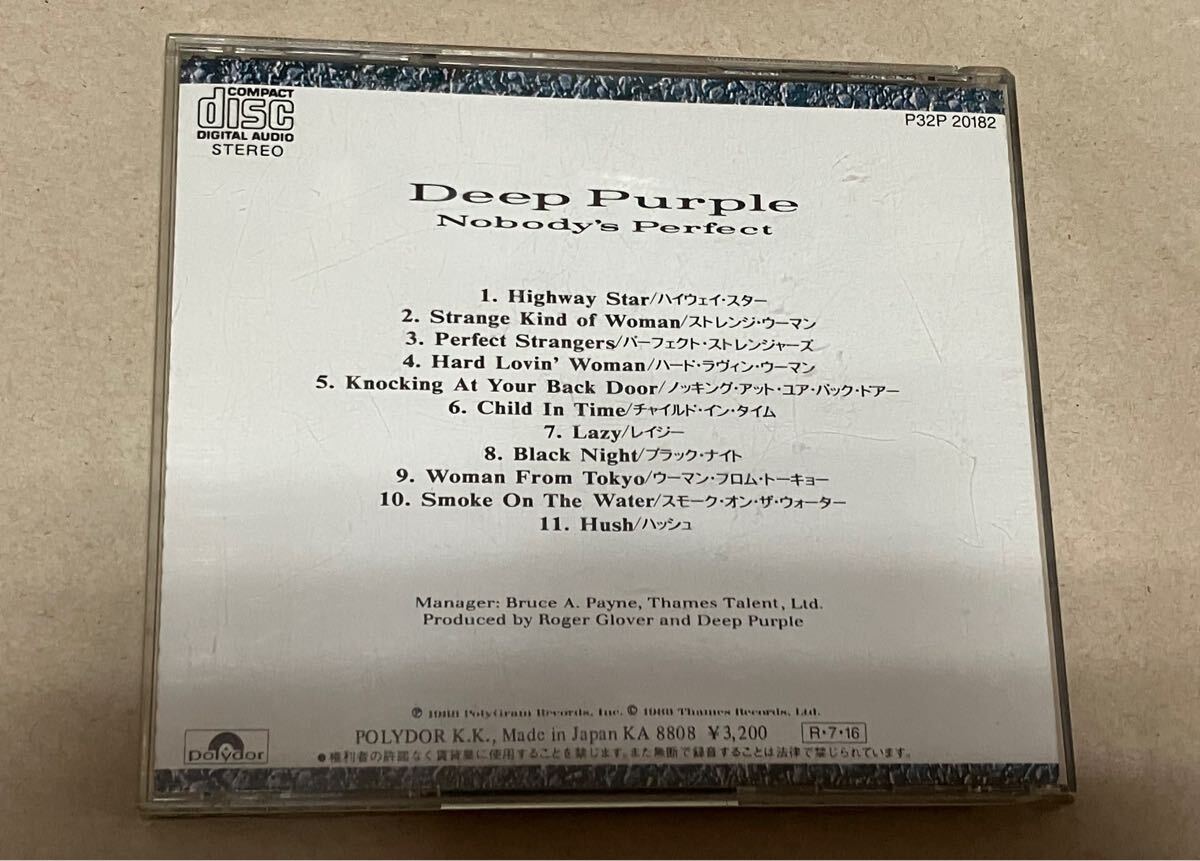 COMPACT
disc
DIGITAL AUDIO
STEREO
P32P 20182
Deep Purple
Nobody's Perfect
1. Highway Star/ハイウェイ・スター
2. Strange Kind of Woman/ストレンジ・ウーマン
3. Perfect Strangers/パーフェクト・ストレンジャーズ
4. Hard Lovin' Woman/ハード・ラヴィン・ウーマン
5. Knocking At Your Back Door/ノッキング・アット・ユア・バック・ドアー
6. Child In Time/チャイルド・イン・タイム
7. Lazy/レイジー
8. Black Night/ブラック・ナイト
9. Woman From Tokyo/ウーマン・フロム・トーキョー
10. Smoke On The Water/スモーク・オン・ザ・ウォーター
11. Hush/ハッシュ
Manager: Bruce A. Payne, Thames Talent, Ltd.
Produced by Roger Glover and Deep Purple
℗ 1988 PolyGram Records, Inc. © 1988 Thames Records, Ltd.
POLYDOR K.K., Made in Japan KA 8808 ¥3,200 R・7・16
polydor
●権利者の許諾なく賃貸業に使用することを禁じます。また無断で録音することは法律で禁じられています。